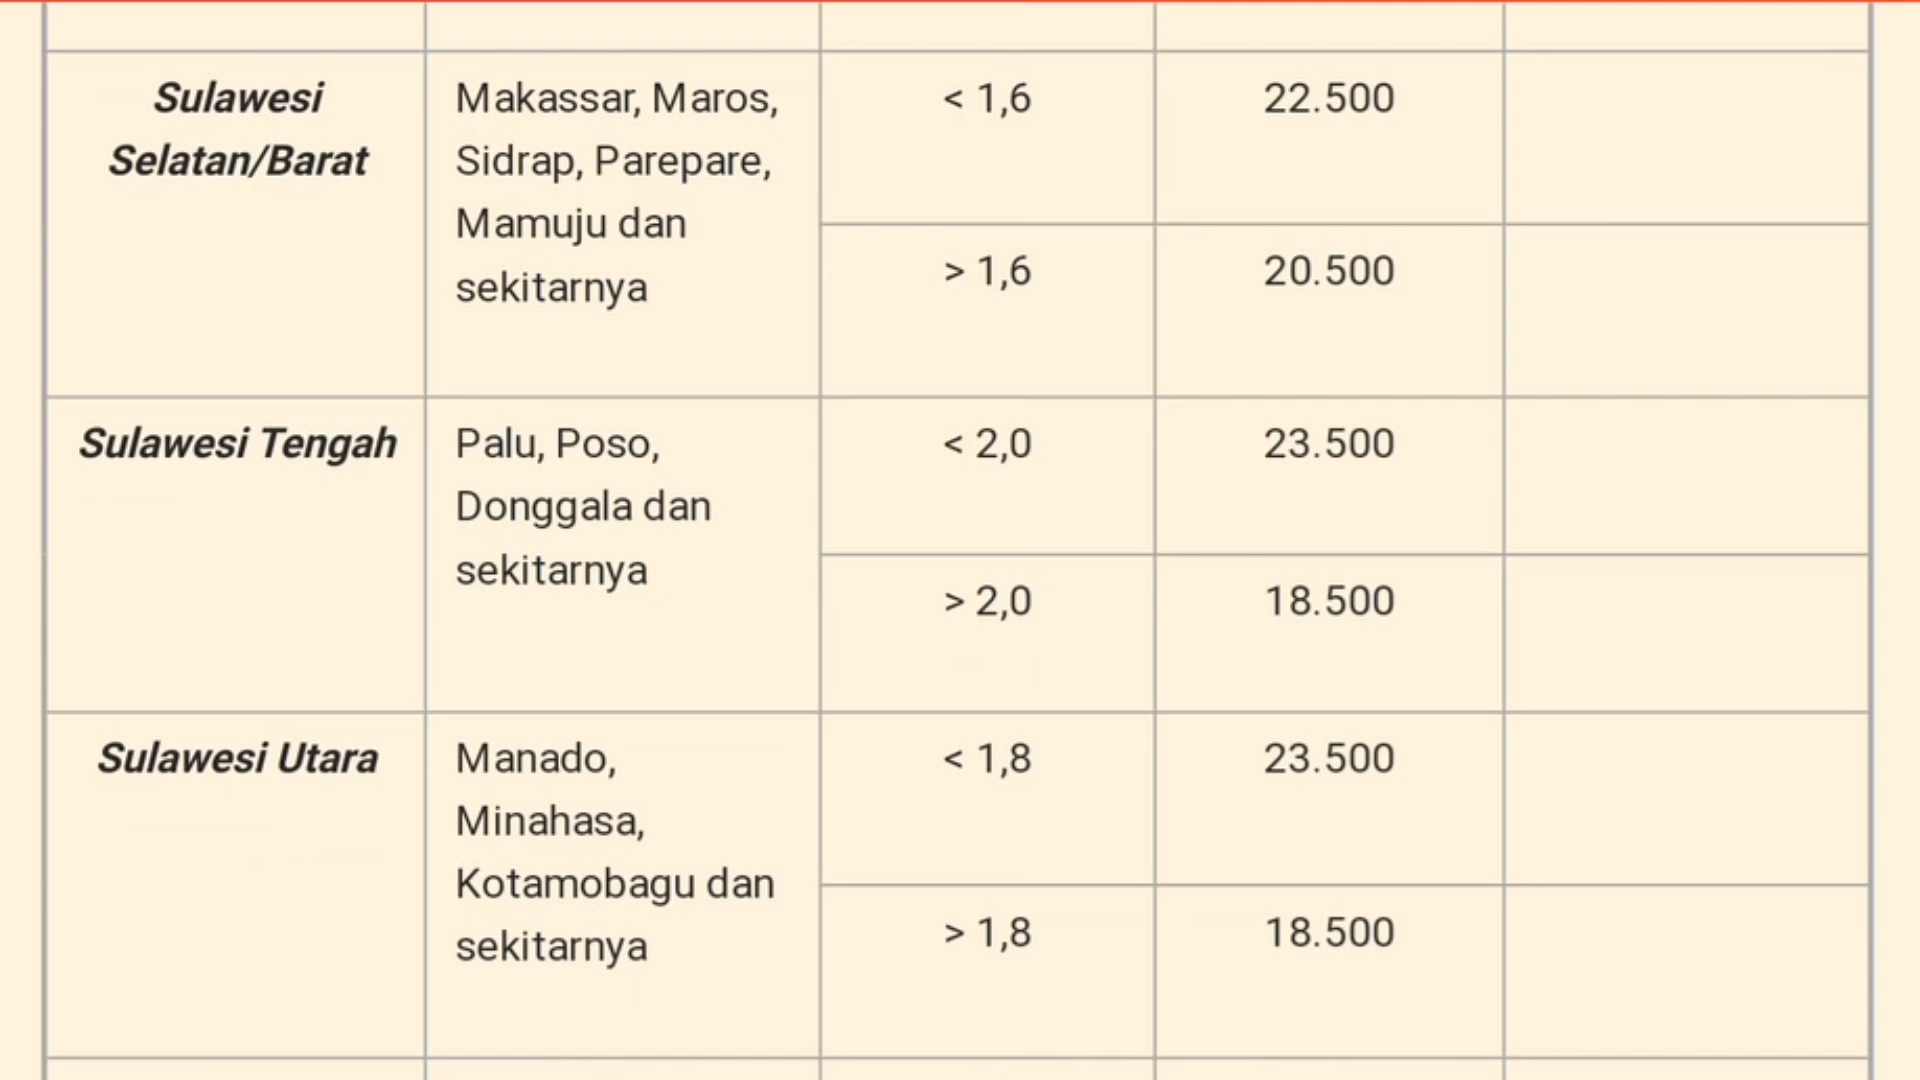 Sulawesi
Selatan/Barat
Makassar, Maros,
Sidrap, Parepare,
Mamuju dan
sekitarnya
< 1,6
22.500
> 1,6
20.500
Sulawesi Tengah
Palu, Poso,
Donggala dan
sekitarnya
< 2,0
23.500
> 2,0
18.500
Sulawesi Utara
Manado,
Minahasa,
Kotamobagu dan
sekitarnya
< 1,8
23.500
> 1,8
18.500